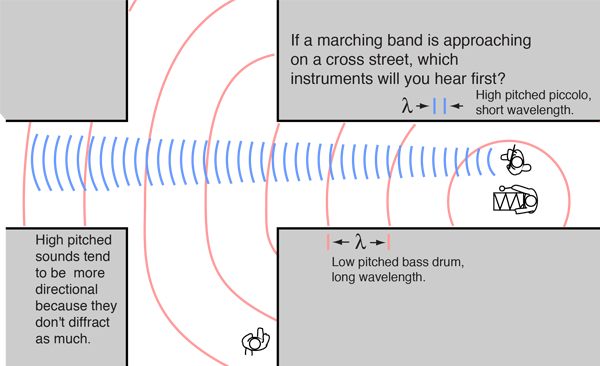 If a marching band is approaching
on a cross street, which
instruments will you hear first?
λ
High pitched piccolo,
short wavelength.
High pitched
sounds tend
to be more
directional
because they
don't diffract
as much.
λ
Low pitched bass drum,
long wavelength.